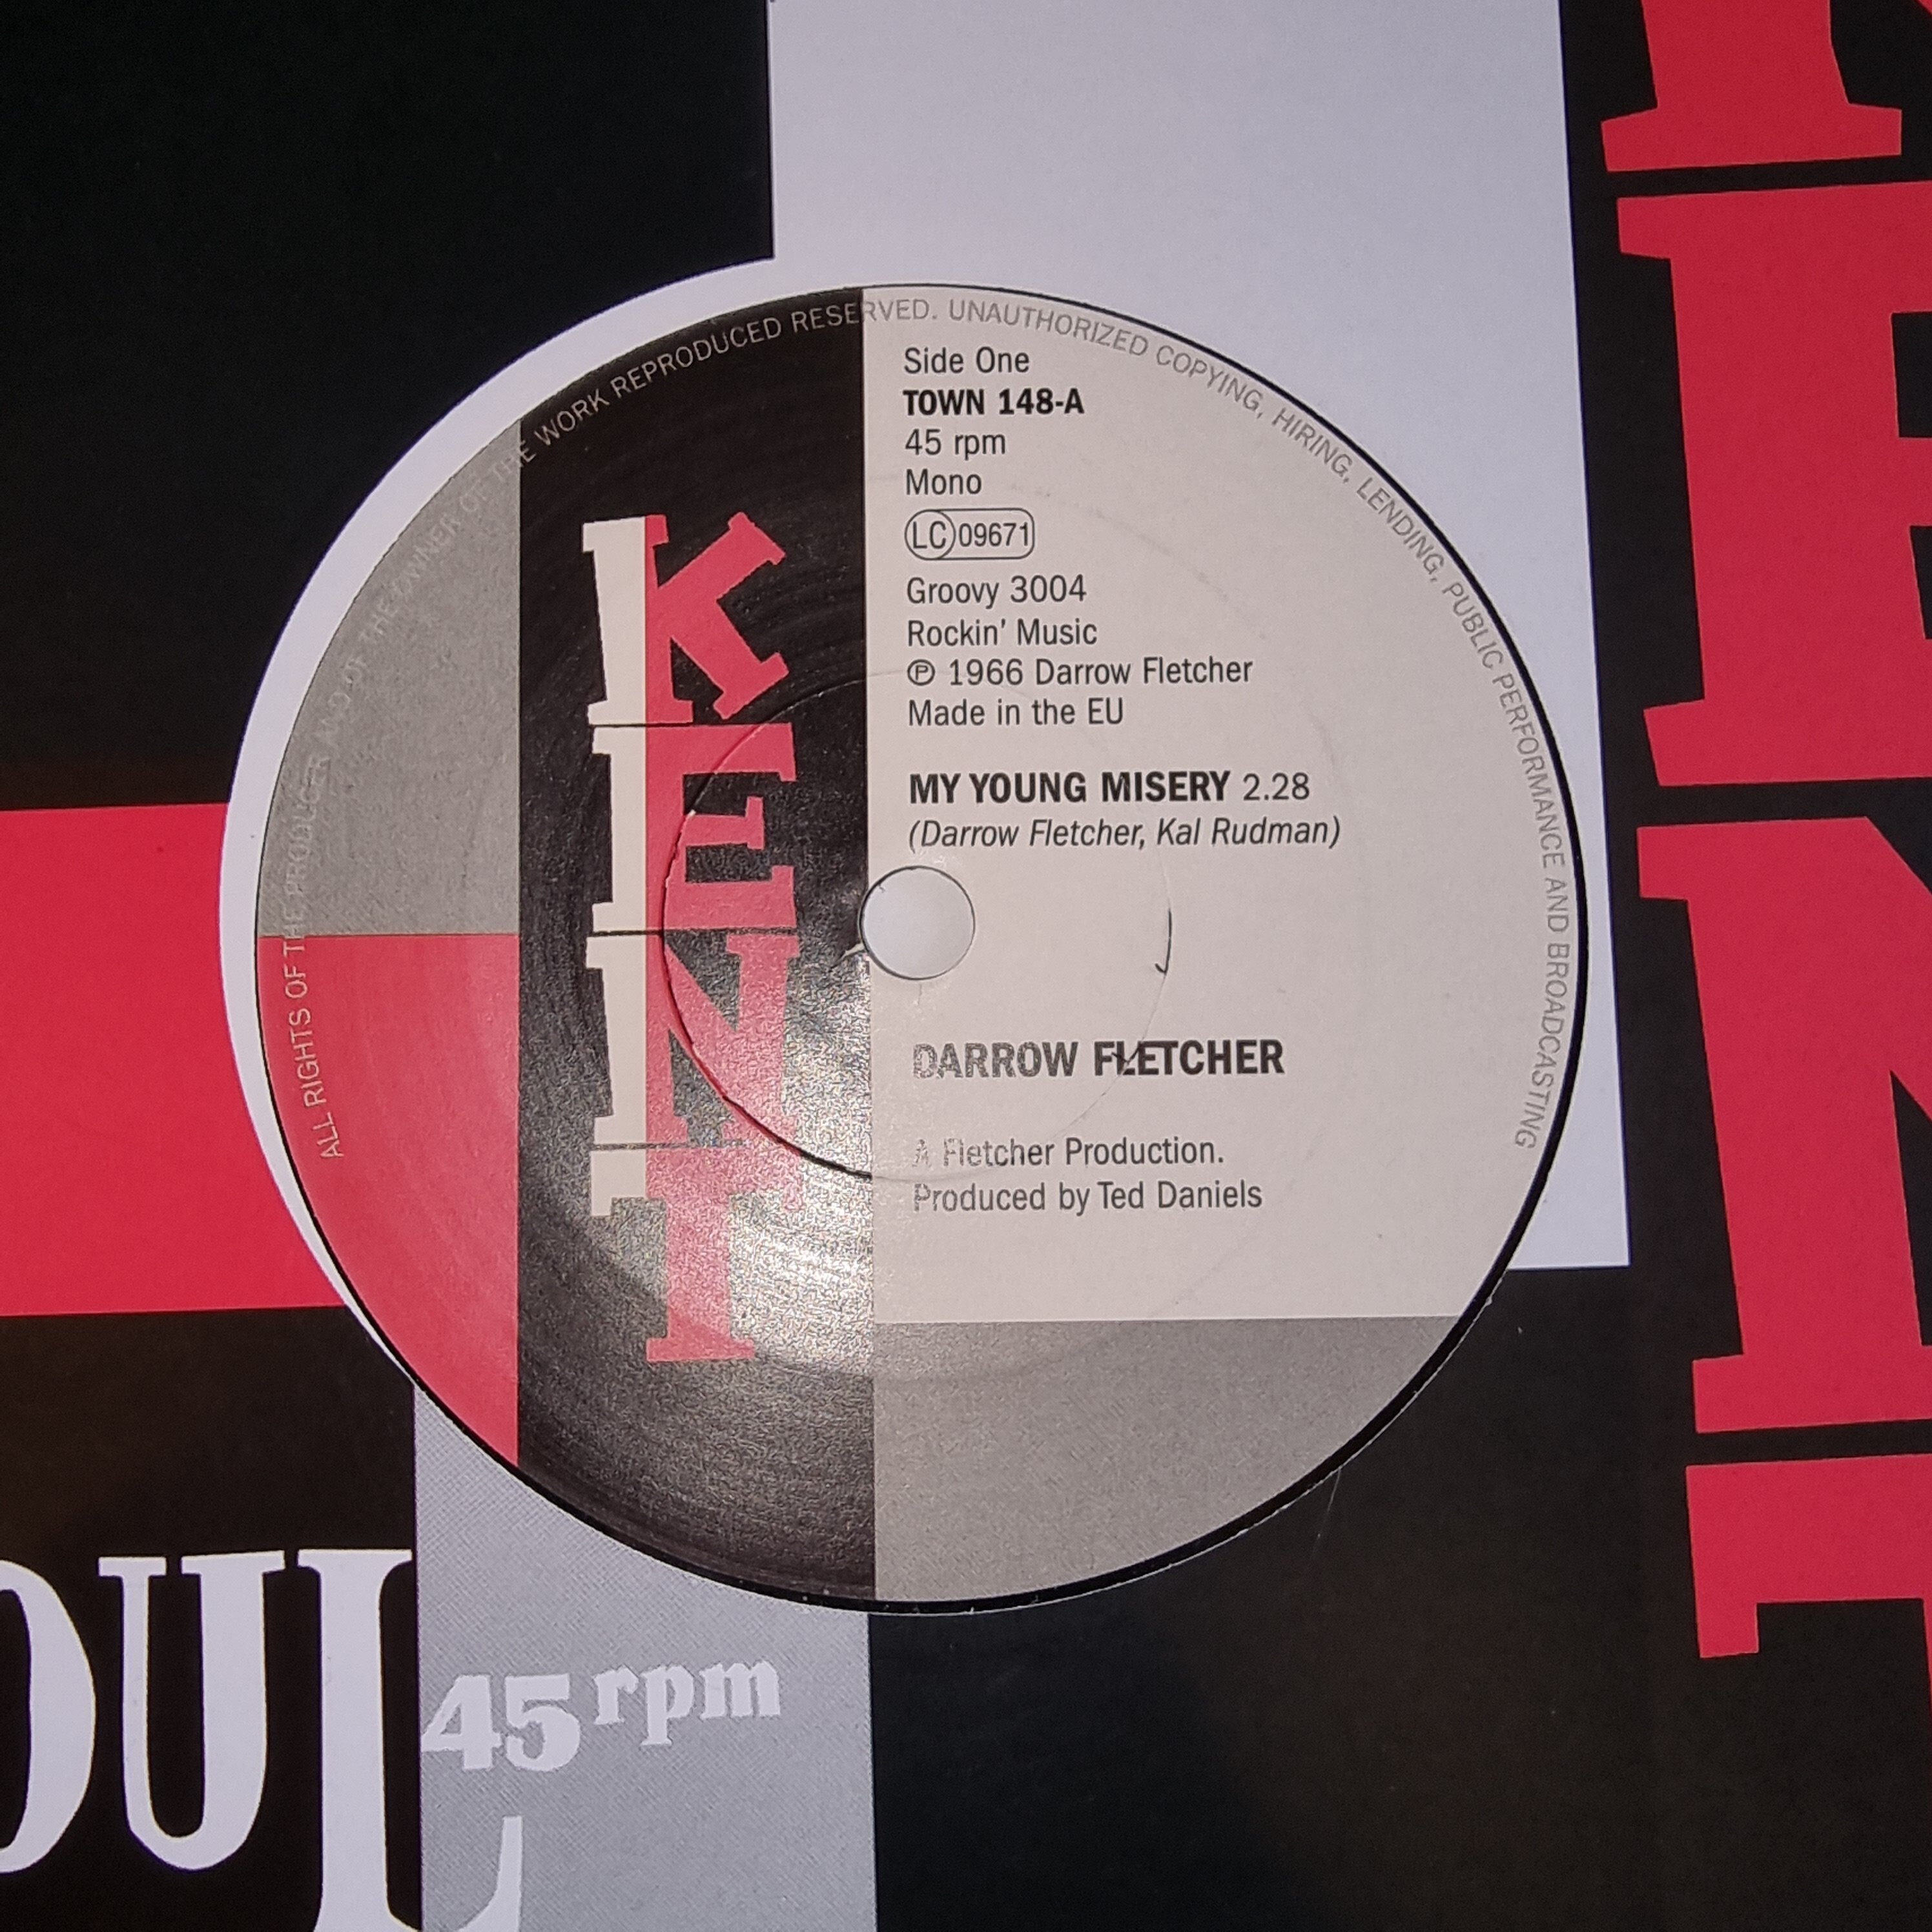 ALL RIGHTS OF THE PRODUCER AND OF THE OWNER OF THE WORK REPRODUCED RESERVED. UNAUTHORIZED COPYING, HIRING, LENDING, PUBLIC PERFORMANCE AND BROADCASTING
Side One
TOWN 148-A
45 rpm
Mono
LC 09671
Groovy 3004
Rockin' Music
℗ 1966 Darrow Fletcher
Made in the EU
KENT
MY YOUNG MISERY 2.28
(Darrow Fletcher, Kal Rudman)
DARROW FLETCHER
A Fletcher Production.
Produced by Ted Daniels
KENT
OUL
45 rpm